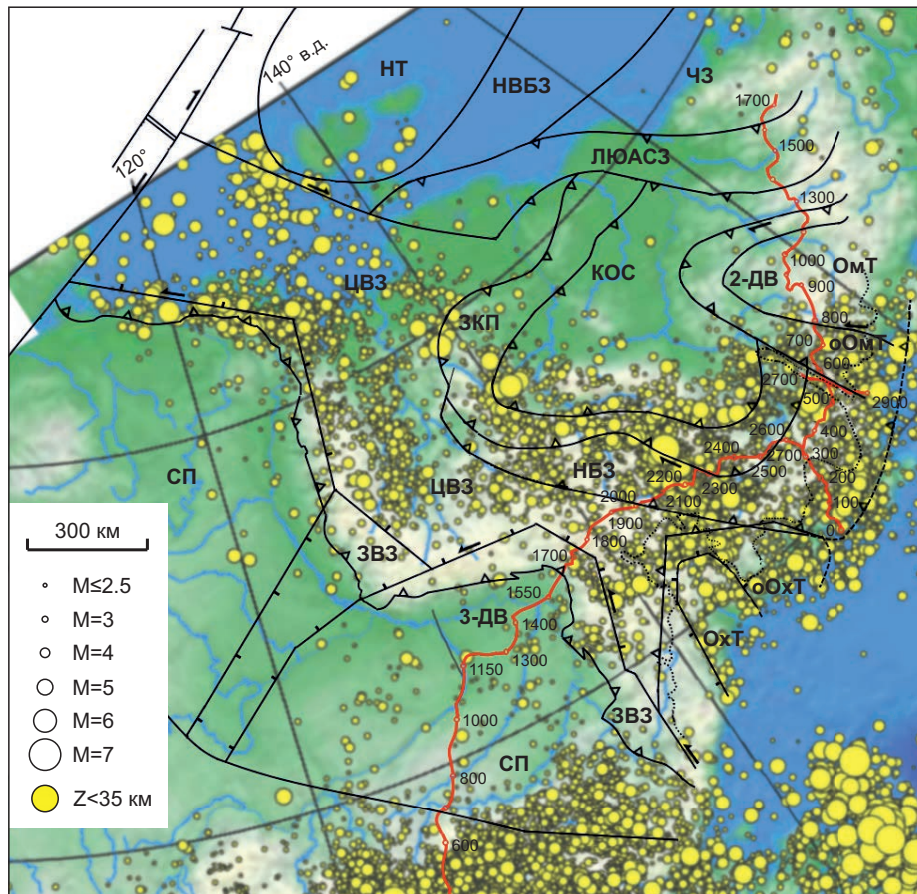 НТ
140° в.д.
НВБЗ
ЧЗ
1700
120°
1500
ЛЮАСЗ
1300
КОС
1000
ОмТ
2-ДВ
ЦВЗ
900
ЗКП
800
700
оОмТ
600
2700
500
2900
2600
400
2400
2700
300
СП
НБЗ
2200
2500
200
ЦВЗ
2300
2100
2000
100
1900
0
300 км
ЗВЗ
1800
1700
M≤2.5
оОхТ
1550
M=3
3-ДВ
1400
ОхТ
M=4
1300
1150
M=5
ЗВЗ
M=6
1000
M=7
СП
800
Z<35 км
600